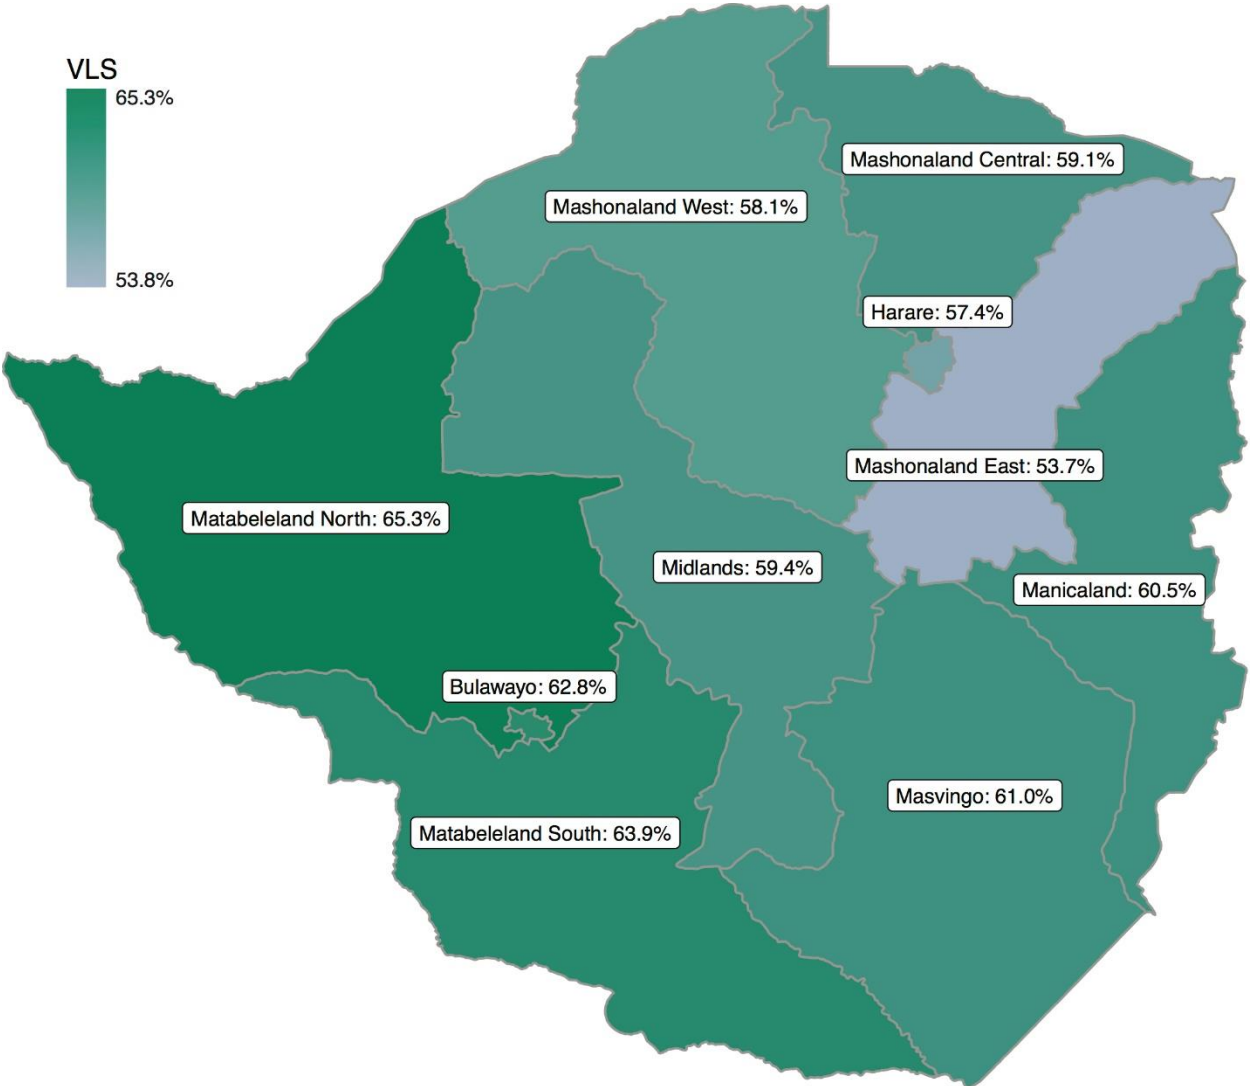 VLS
65.3%
53.8%
Mashonaland Central: 59.1%
Mashonaland West: 58.1%
Harare: 57.4%
Mashonaland East: 53.7%
Matabeleland North: 65.3%
Midlands: 59.4%
Manicaland: 60.5%
Bulawayo: 62.8%
Masvingo: 61.0%
Matabeleland South: 63.9%